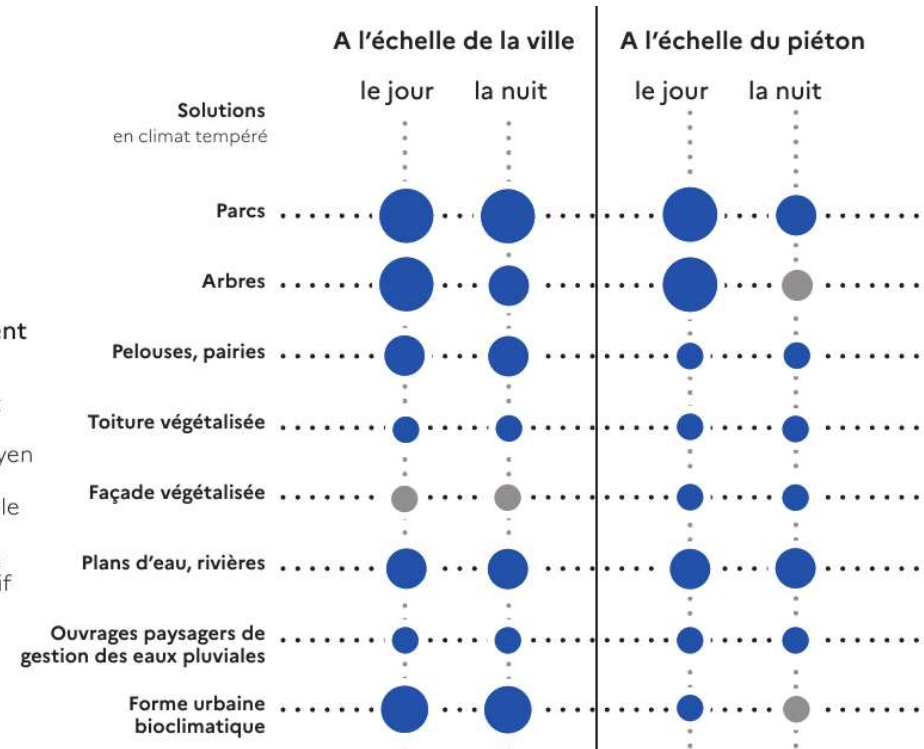 A l'échelle de la ville
A l'échelle du piéton
le jour la nuit
le jour la nuit
Solutions
en climat tempéré
Parcs
Arbres
Pelouses, pairies
Toiture végétalisée
Façade végétalisée
Plans d'eau, rivières
Ouvrages paysagers de
gestion des eaux pluviales
Forme urbaine
bioclimatique